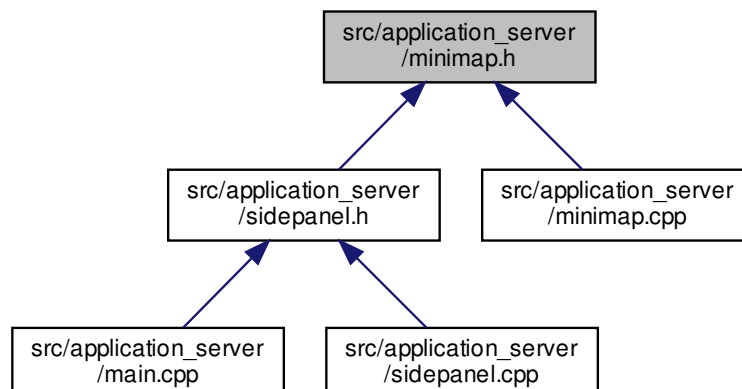 src/application_server
/minimap.h
src/application_server
/sidepanel.h
src/application_server
/minimap.cpp
src/application_server
/main.cpp
src/application_server
/sidepanel.cpp